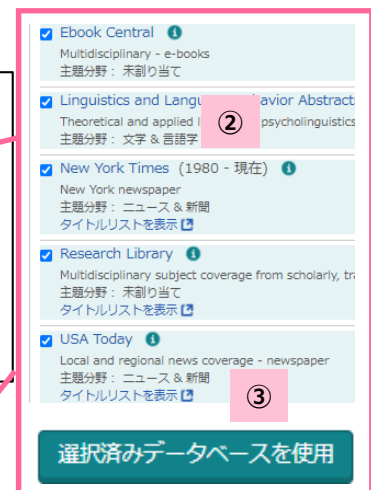 Ebook Central
Multidisciplinary - e-books
主題分野： 未割り当て
Linguistics and Langu avior Abstract
②
Theoretical and applied psycholinguistics
主題分野： 文学 & 言語学
New York Times (1980 - 現在)
New York newspaper
主題分野： ニュース & 新聞
タイトルリストを表示
Research Library
Multidisciplinary subject coverage from scholarly, tra
主題分野： 未割り当て
タイトルリストを表示
USA Today
Local and regional news coverage - newspaper
主題分野： ニュース & 新聞
タイトルリストを表示
③
選択済みデータベースを使用